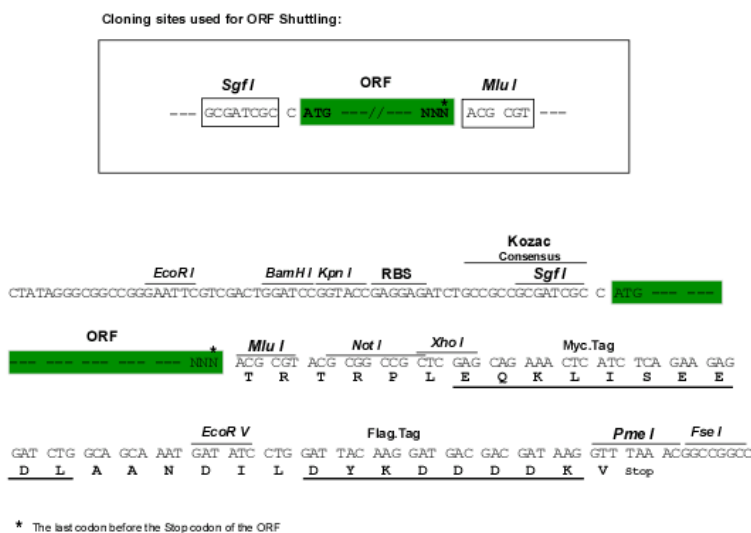 Cloning sites used for ORF Shuttling:
Sgf I ORF Mlu I
--- GCGATCGC C ATG ---//--- NNN* ACG CGT ---
Kozac
Consensus
EcoR I BamH I Kpn I RBS Sgf I
CTATAGGGCGGCCGGGAATTCGTCGACTGGATCCGGTACCGAGGAGATCTGCCGCCGCGATCGC C ATG --- ---
ORF
Mlu I Not I Xho I Myc.Tag
--- --- --- --- --- --- NNN* ACG CGT ACG CGG CCG CTC GAG CAG AAA CTC ATC TCA GAA GAG
T R T R P L E Q K L I S E E
EcoR V Flag.Tag Pme I Fse I
GAT CTG GCA GCA AAT GAT ATC CTG GAT TAC AAG GAT GAC GAC GAT AAG GTT TAA ACGGCCGGCC
D L A A N D I L D Y K D D D D K V Stop
* The last codon before the Stop codon of the ORF